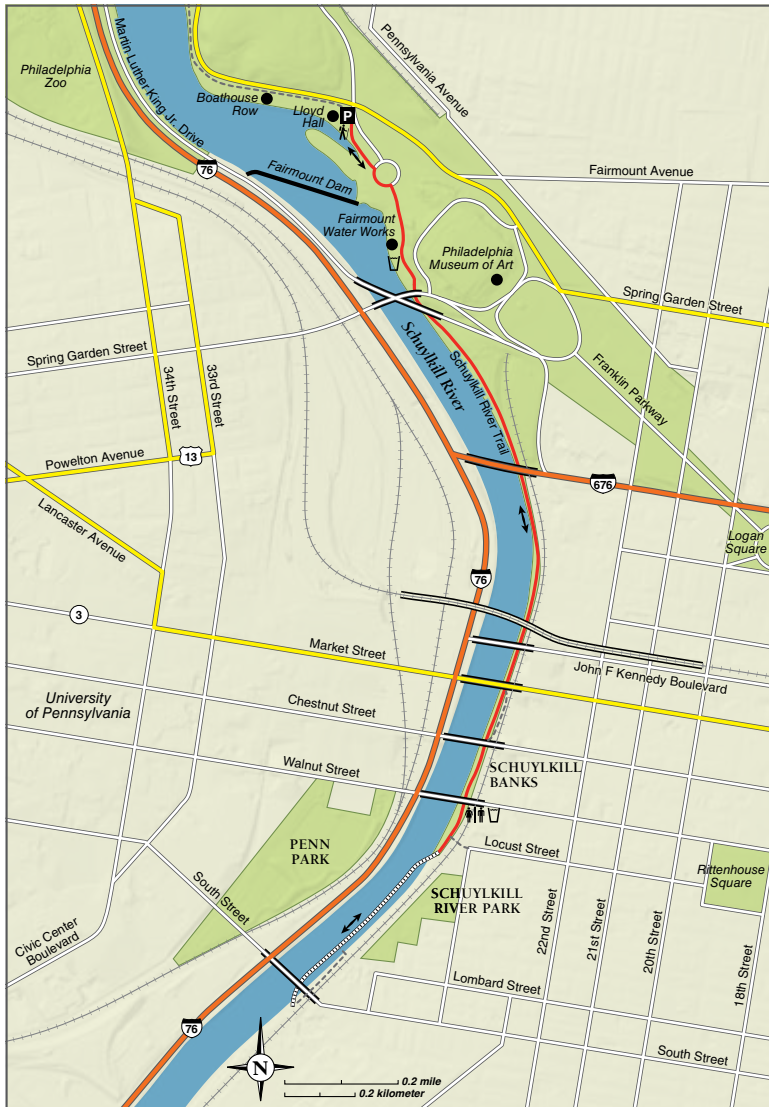 Philadelphia
Zoo
Martin Luther King Jr. Drive
Pennsylvania Avenue
Boathouse
Row
Lloyd
Hall
P
76
Fairmount Dam
Fairmount Avenue
Fairmount
Water Works
Philadelphia
Museum of Art
Spring Garden Street
Spring Garden Street
Schuylkill River
Schuylkill River Trail
Franklin Parkway
34th Street
33rd Street
Powelton Avenue
13
676
Lancaster Avenue
Logan
Square
76
3
Market Street
John F Kennedy Boulevard
University
of Pennsylvania
Chestnut Street
Walnut Street
SCHUYLKILL
BANKS
PENN
PARK
Locust Street
Rittenhouse
Square
South Street
SCHUYLKILL
RIVER PARK
22nd Street
21st Street
20th Street
18th Street
Civic Center
Boulevard
Lombard Street
76
South Street
N
0.2 mile
0.2 kilometer